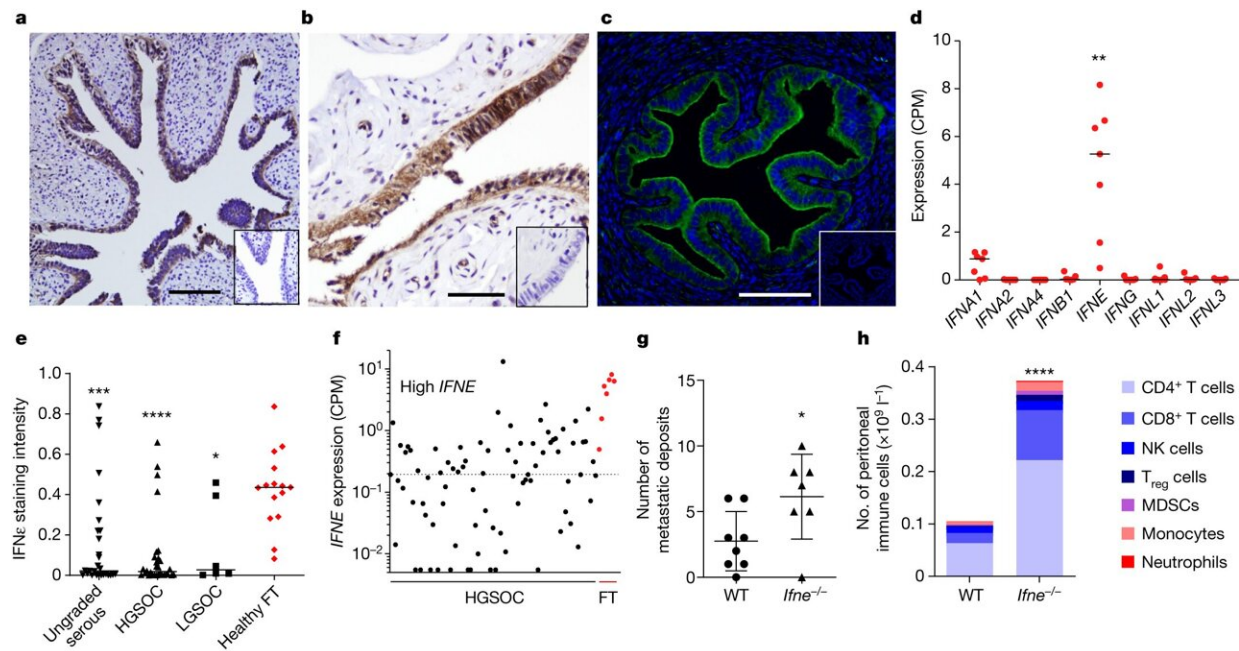 a
b
c
d
Expression (CPM)
10
8
6
4
2
0
**
IFNA1
IFNA2
IFNA4
IFNB1
IFNE
IFNG
IFNL1
IFNL2
IFNL3
e
IFNε staining intensity
1.0
0.8
0.6
0.4
0.2
0
***
****
*
Ungraded
serous
HGSOC
LGSOC
Healthy FT
f
IFNE expression (CPM)
10¹
10⁰
10⁻¹
10⁻²
High IFNE
HGSOC
FT
g
Number of
metastatic deposits
15
10
5
0
*
WT
Ifne⁻/⁻
h
No. of peritoneal
immune cells (×10⁹ l⁻¹)
0.4
0.3
0.2
0.1
0
****
WT
Ifne⁻/⁻
CD4⁺ T cells
CD8⁺ T cells
NK cells
Treg cells
MDSCs
Monocytes
Neutrophils